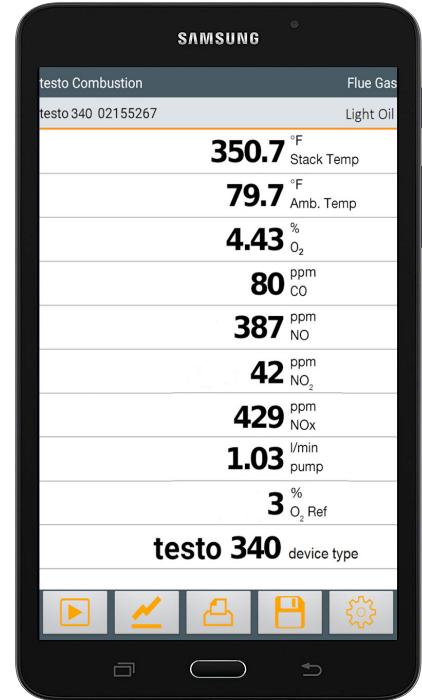 SAMSUNG
testo Combustion Flue Gas
testo 340 02155267 Light Oil
350.7 °F Stack Temp
79.7 °F Amb. Temp
4.43 % O₂
80 ppm CO
387 ppm NO
42 ppm NO₂
429 ppm NOx
1.03 l/min pump
3 % O₂ Ref
testo 340 device type